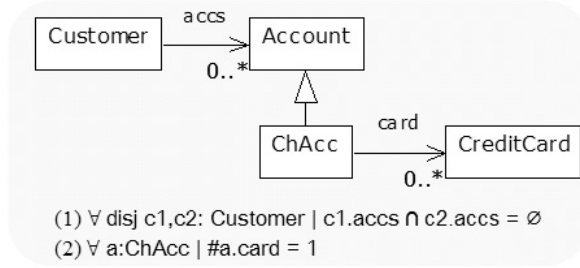 accs
Customer
Account
0..*
card
ChAcc
CreditCard
0..*
(1) ∀ disj c1,c2: Customer | c1.accs ∩ c2.accs = ∅
(2) ∀ a:ChAcc | #a.card = 1